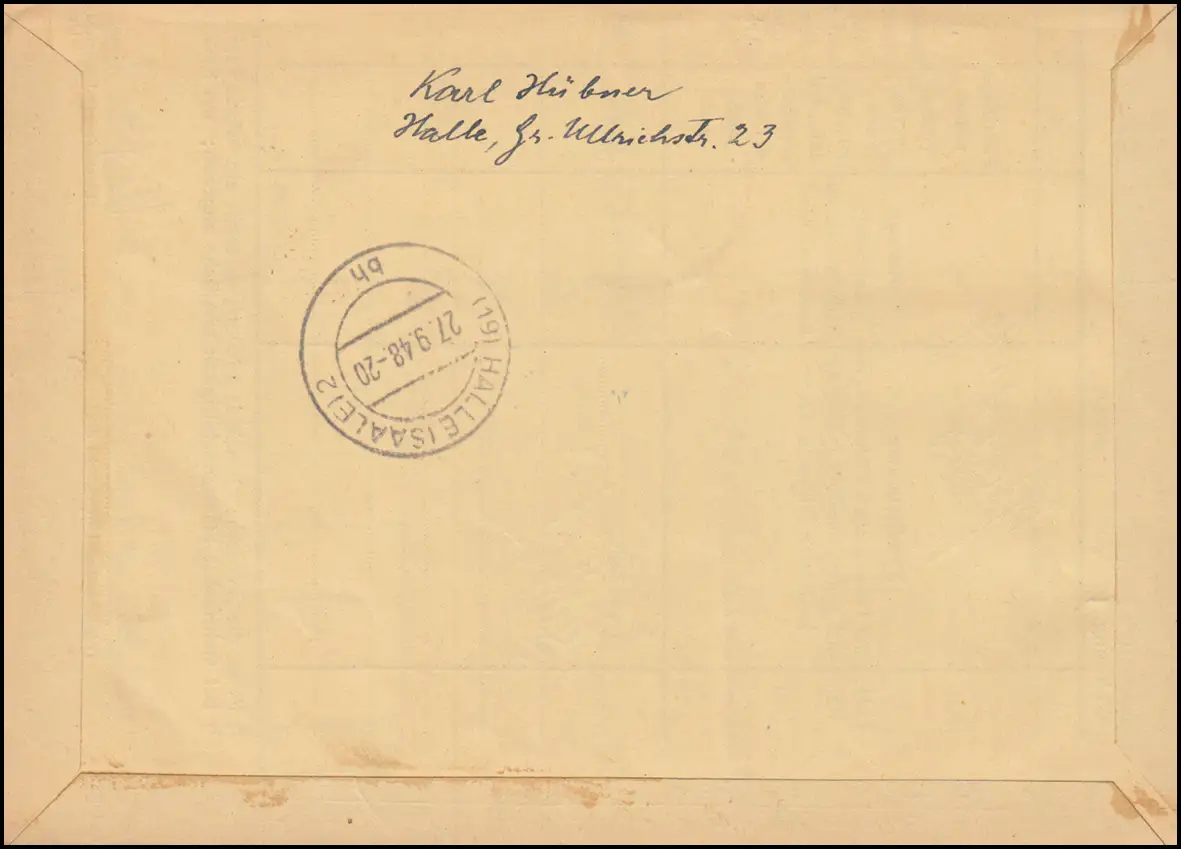 Karl Hübner
Halle, Gr. Ullrichstr. 23
(19) HALLE (SAALE) 2
27.9.48-20
bh